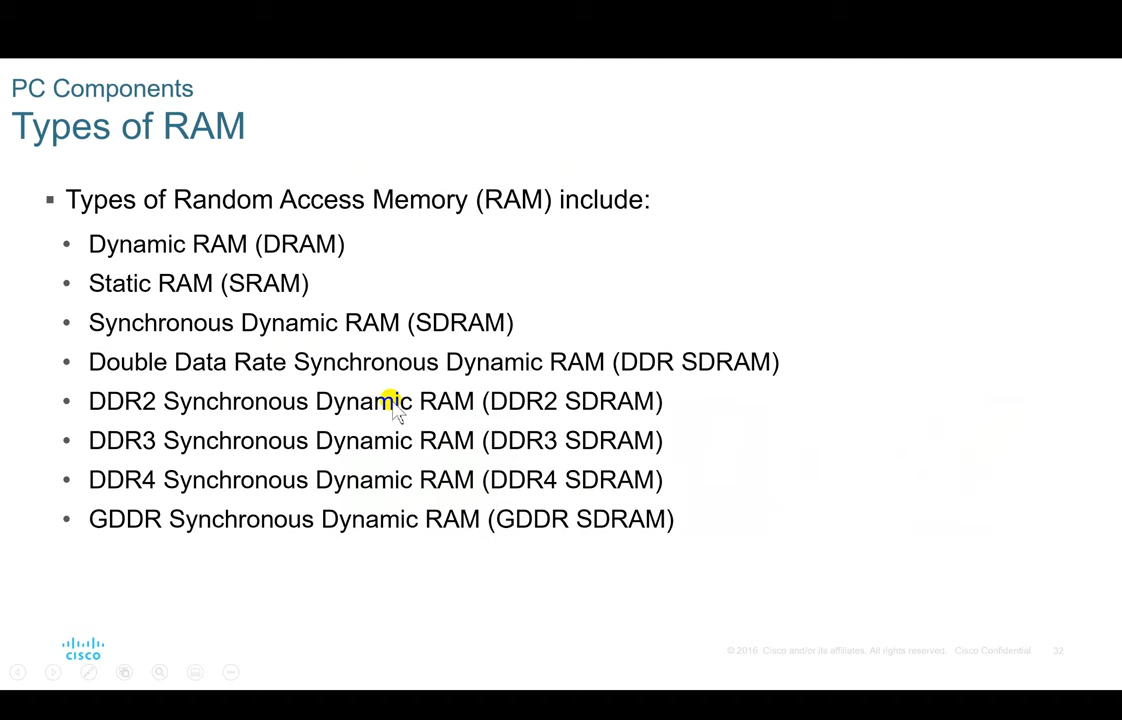 PC Components
Types of RAM
▪ Types of Random Access Memory (RAM) include:
• Dynamic RAM (DRAM)
• Static RAM (SRAM)
• Synchronous Dynamic RAM (SDRAM)
• Double Data Rate Synchronous Dynamic RAM (DDR SDRAM)
• DDR2 Synchronous Dynamic RAM (DDR2 SDRAM)
• DDR3 Synchronous Dynamic RAM (DDR3 SDRAM)
• DDR4 Synchronous Dynamic RAM (DDR4 SDRAM)
• GDDR Synchronous Dynamic RAM (GDDR SDRAM)
CISCO
© 2016 Cisco and/or its affiliates. All rights reserved. Cisco Confidential 32